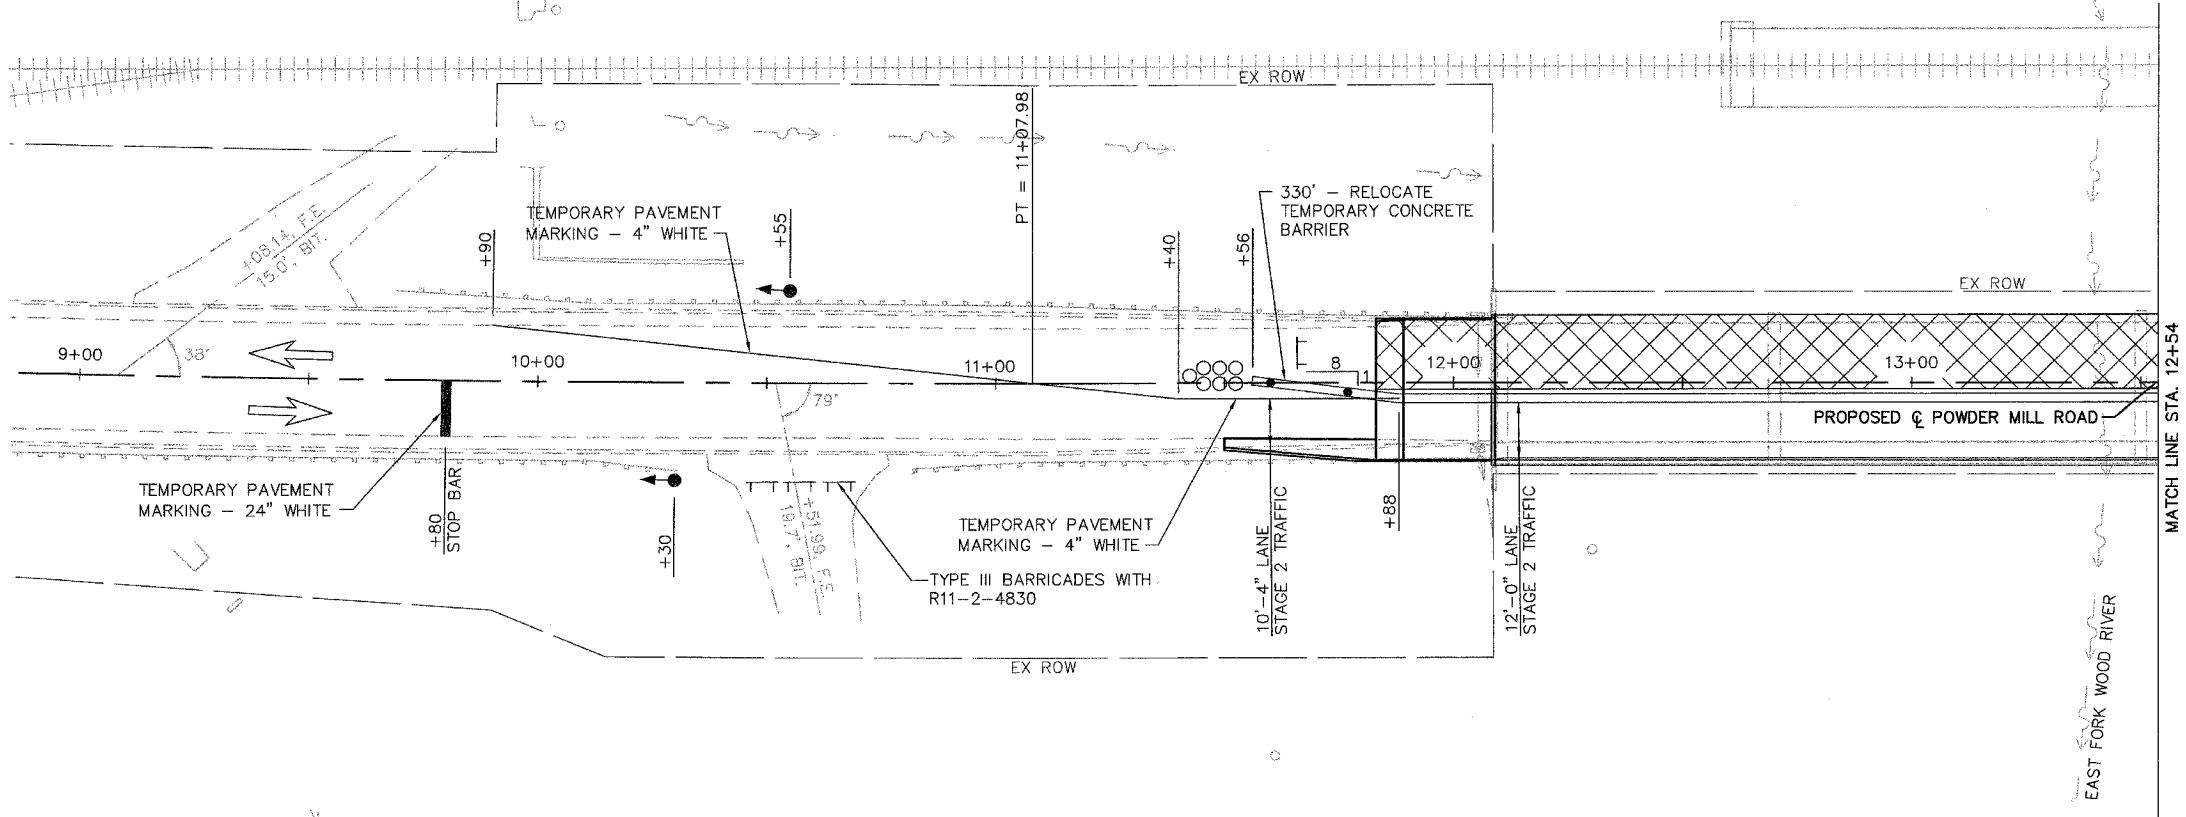 EX ROW
PT = 11+07.98
330' – RELOCATE
TEMPORARY CONCRETE
BARRIER
TEMPORARY PAVEMENT
MARKING – 4" WHITE
+90
+55
+40
+56
+08.14, F.E.
15.0', BIT.
EX ROW
9+00
38°
10+00
11+00
8
1
12+00
13+00
79°
PROPOSED ℄ POWDER MILL ROAD
MATCH LINE STA. 12+54
TEMPORARY PAVEMENT
MARKING – 24" WHITE
+80
STOP BAR
+30
+51.99, F.E.
19.7', BIT.
TEMPORARY PAVEMENT
MARKING – 4" WHITE
TYPE III BARRICADES WITH
R11-2-4830
10'-4" LANE
STAGE 2 TRAFFIC
+88
12'-0" LANE
STAGE 2 TRAFFIC
EX ROW
EAST FORK WOOD RIVER